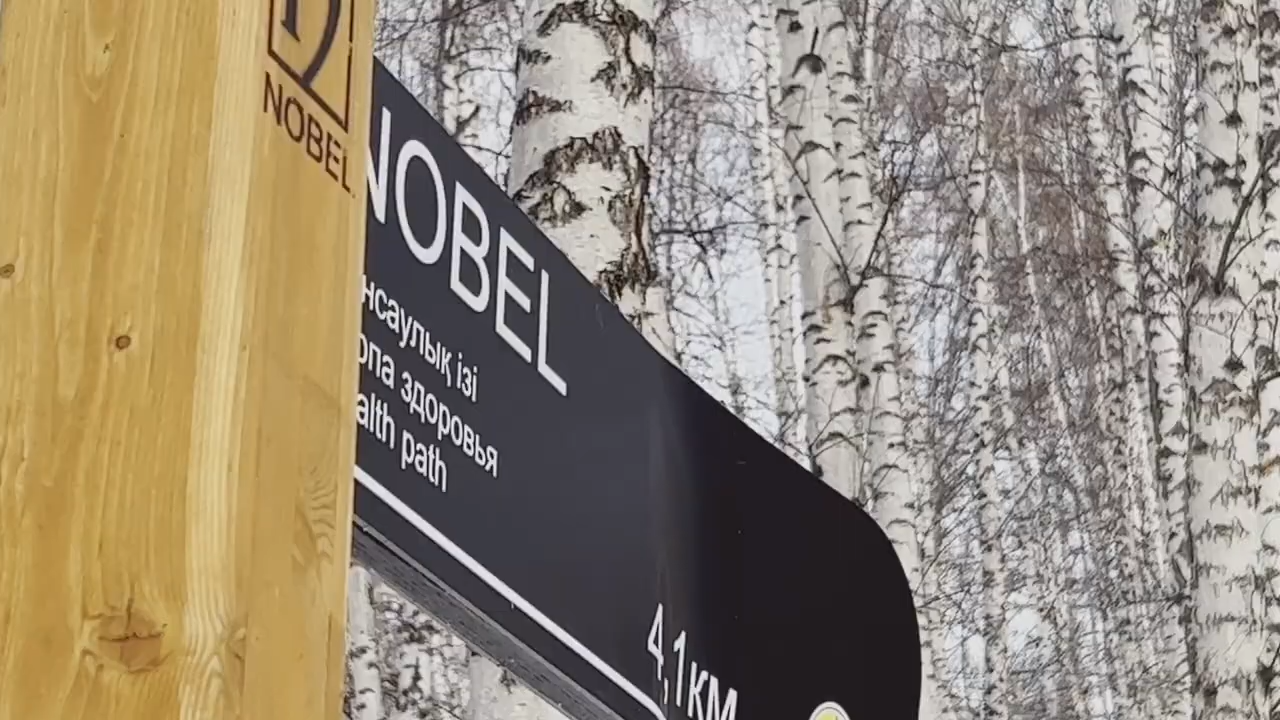 NOBEL
NOBEL
нсаулық ізі
опа здоровья
alth path
4,1км